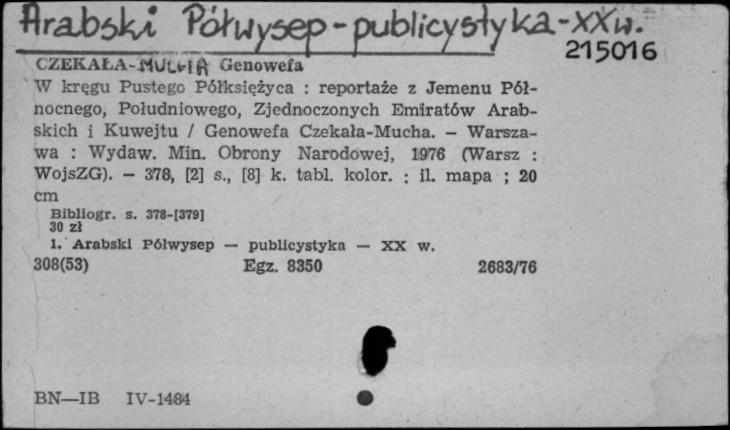 Arabski Półwysep - publicystyka - XX w.
215016
CZEKAŁA-MUCHA Genowefa
W kręgu Pustego Półksiężyca : reportaże z Jemenu Pół-
nocnego, Południowego, Zjednoczonych Emiratów Arab-
skich i Kuwejtu / Genowefa Czekała-Mucha. — Warsza-
wa : Wydaw. Min. Obrony Narodowej, 1976 (Warsz :
WojsZG). — 378, [2] s., [8] k. tabl. kolor. : il. mapa ; 20
cm
Bibliogr. s. 378-[379]
30 zł
1. Arabski Półwysep — publicystyka — XX w.
308(53) Egz. 8350 2683/76
BN—IB IV-1484